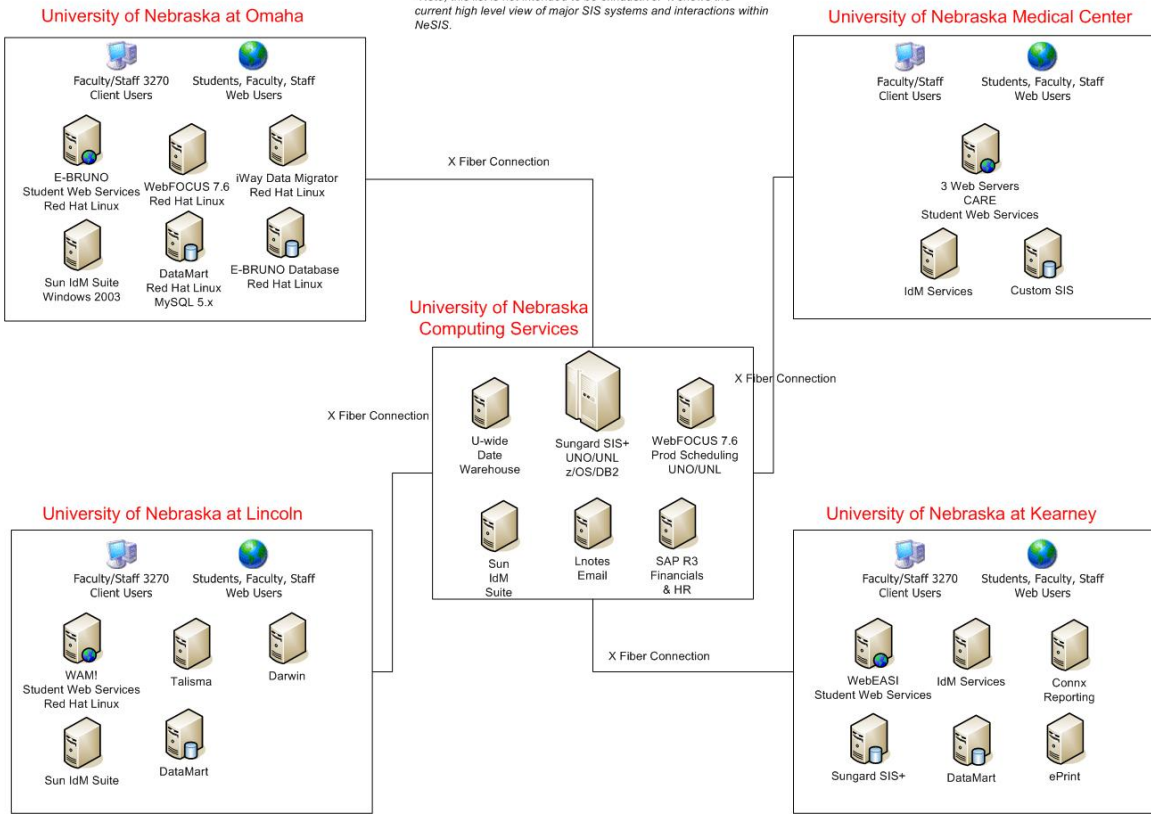 current high level view of major SIS systems and interactions within
NeSIS.
University of Nebraska at Omaha
Faculty/Staff 3270
Client Users
Students, Faculty, Staff
Web Users
E-BRUNO
Student Web Services
Red Hat Linux
WebFOCUS 7.6
Red Hat Linux
iWay Data Migrator
Red Hat Linux
Sun IdM Suite
Windows 2003
DataMart
Red Hat Linux
MySQL 5.x
E-BRUNO Database
Red Hat Linux
University of Nebraska Medical Center
Faculty/Staff
Client Users
Students, Faculty, Staff
Web Users
3 Web Servers
CARE
Student Web Services
IdM Services
Custom SIS
X Fiber Connection
University of Nebraska
Computing Services
X Fiber Connection
X Fiber Connection
U-wide
Date
Warehouse
Sungard SIS+
UNO/UNL
z/OS/DB2
WebFOCUS 7.6
Prod Scheduling
UNO/UNL
Sun
IdM
Suite
Lnotes
Email
SAP R3
Financials
& HR
X Fiber Connection
University of Nebraska at Lincoln
Faculty/Staff 3270
Client Users
Students, Faculty, Staff
Web Users
WAM!
Student Web Services
Red Hat Linux
Talisma
Darwin
Sun IdM Suite
DataMart
University of Nebraska at Kearney
Faculty/Staff 3270
Client Users
Students, Faculty, Staff
Web Users
WebEASI
Student Web Services
IdM Services
Connx
Reporting
Sungard SIS+
DataMart
ePrint